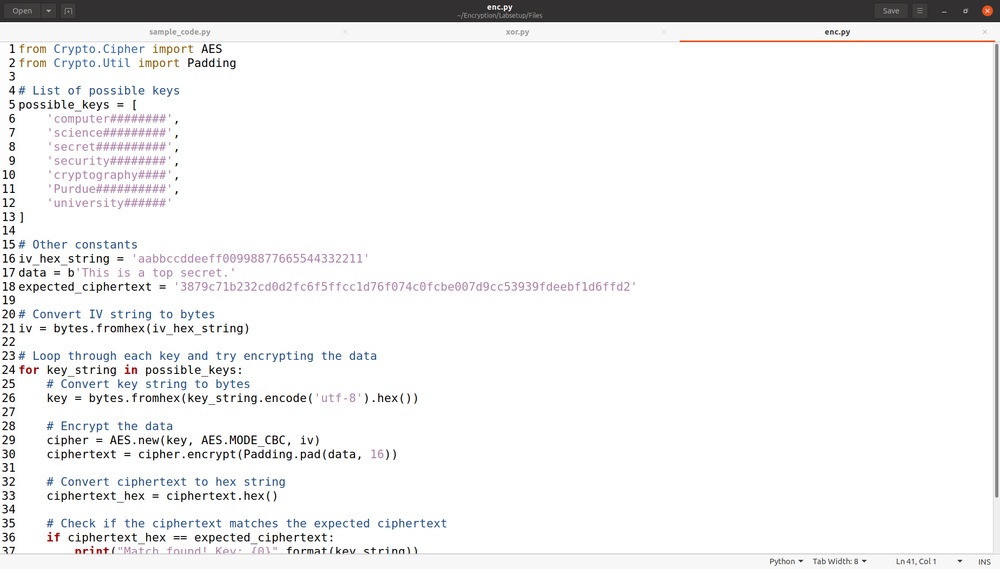 Open
enc.py
~/Encryption/Labsetup/Files
Save
sample_code.py
xor.py
enc.py
1 from Crypto.Cipher import AES
2 from Crypto.Util import Padding
3
4 # List of possible keys
5 possible_keys = [
6     'computer########',
7     'science#########',
8     'secret##########',
9     'security########',
10     'cryptography####',
11     'Purdue##########',
12     'university######'
13 ]
14
15 # Other constants
16 iv_hex_string = 'aabbccddeeff00998877665544332211'
17 data = b'This is a top secret.'
18 expected_ciphertext = '3879c71b232cd0d2fc6f5ffcc1d76f074c0fcbe007d9cc53939fdeebf1d6ffd2'
19
20 # Convert IV string to bytes
21 iv = bytes.fromhex(iv_hex_string)
22
23 # Loop through each key and try encrypting the data
24 for key_string in possible_keys:
25     # Convert key string to bytes
26     key = bytes.fromhex(key_string.encode('utf-8').hex())
27
28     # Encrypt the data
29     cipher = AES.new(key, AES.MODE_CBC, iv)
30     ciphertext = cipher.encrypt(Padding.pad(data, 16))
31
32     # Convert ciphertext to hex string
33     ciphertext_hex = ciphertext.hex()
34
35     # Check if the ciphertext matches the expected ciphertext
36     if ciphertext_hex == expected_ciphertext:
37         print("Match found! Key: {0}".format(key_string))
Python Tab Width: 8 Ln 41, Col 1 INS